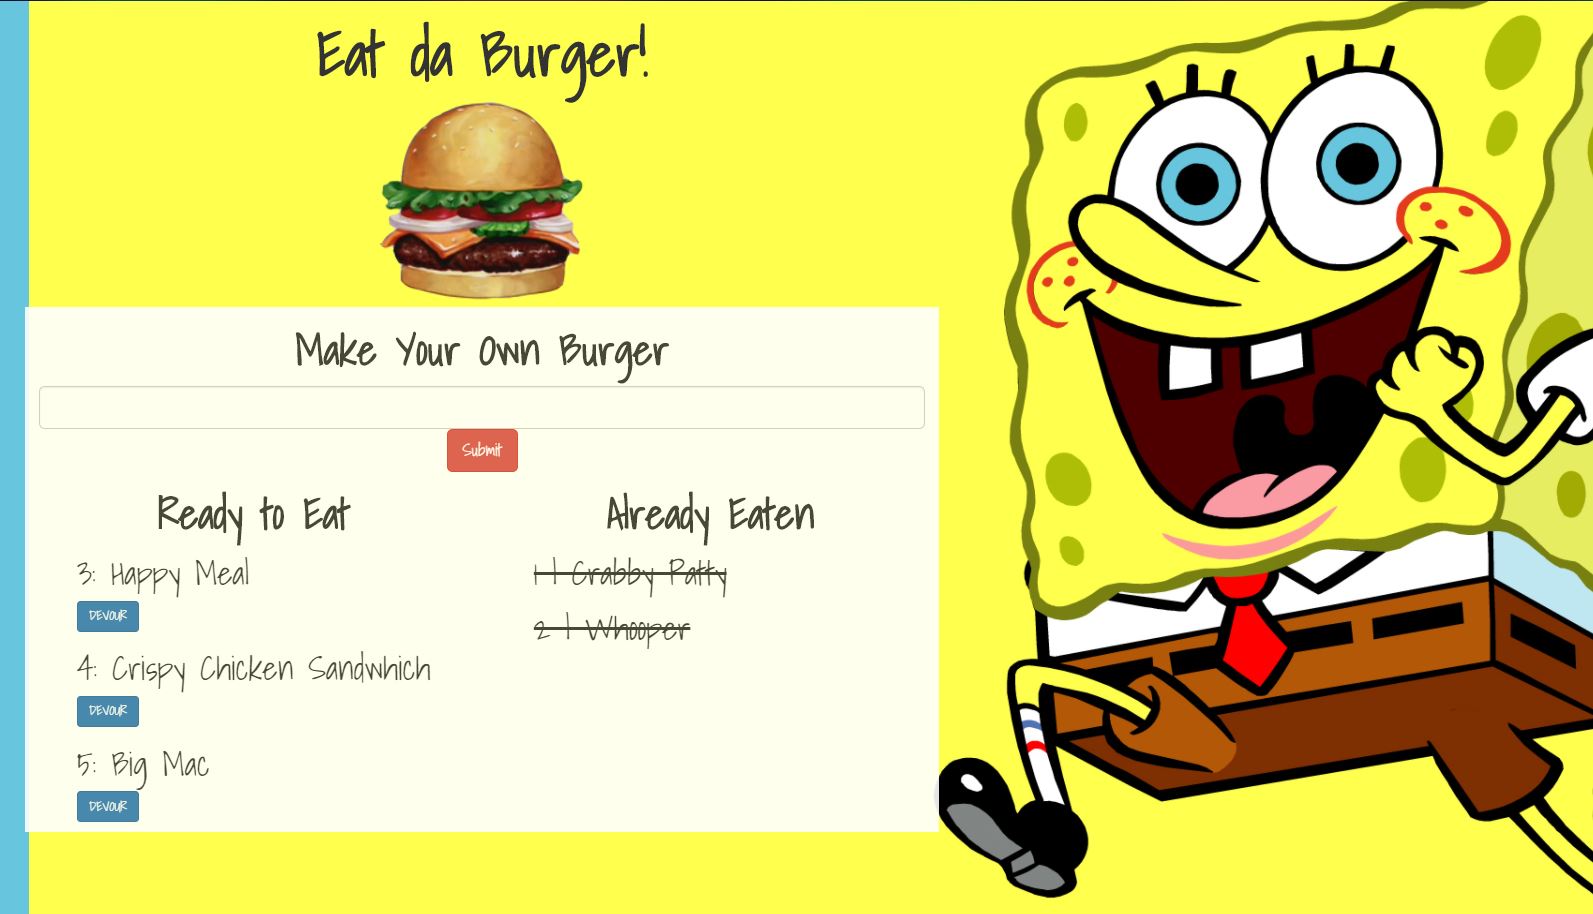 Eat da Burger!
Make Your Own Burger
Submit
Ready to Eat
3: Happy Meal
DEVOUR
4: Crispy Chicken Sandwhich
DEVOUR
5: Big Mac
DEVOUR
Already Eaten
1 | Crabby Patty
2 | Whooper